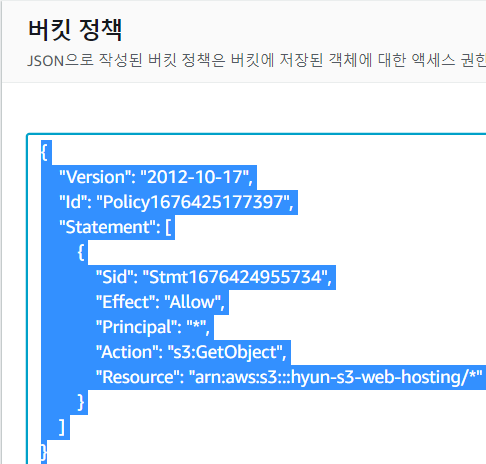 버킷 정책
JSON으로 작성된 버킷 정책은 버킷에 저장된 객체에 대한 액세스 권한
{
"Version": "2012-10-17",
"Id": "Policy1676425177397",
"Statement": [
{
"Sid": "Stmt1676424955734",
"Effect": "Allow",
"Principal": "*",
"Action": "s3:GetObject",
"Resource": "arn:aws:s3:::hyun-s3-web-hosting/*"
}
]
}